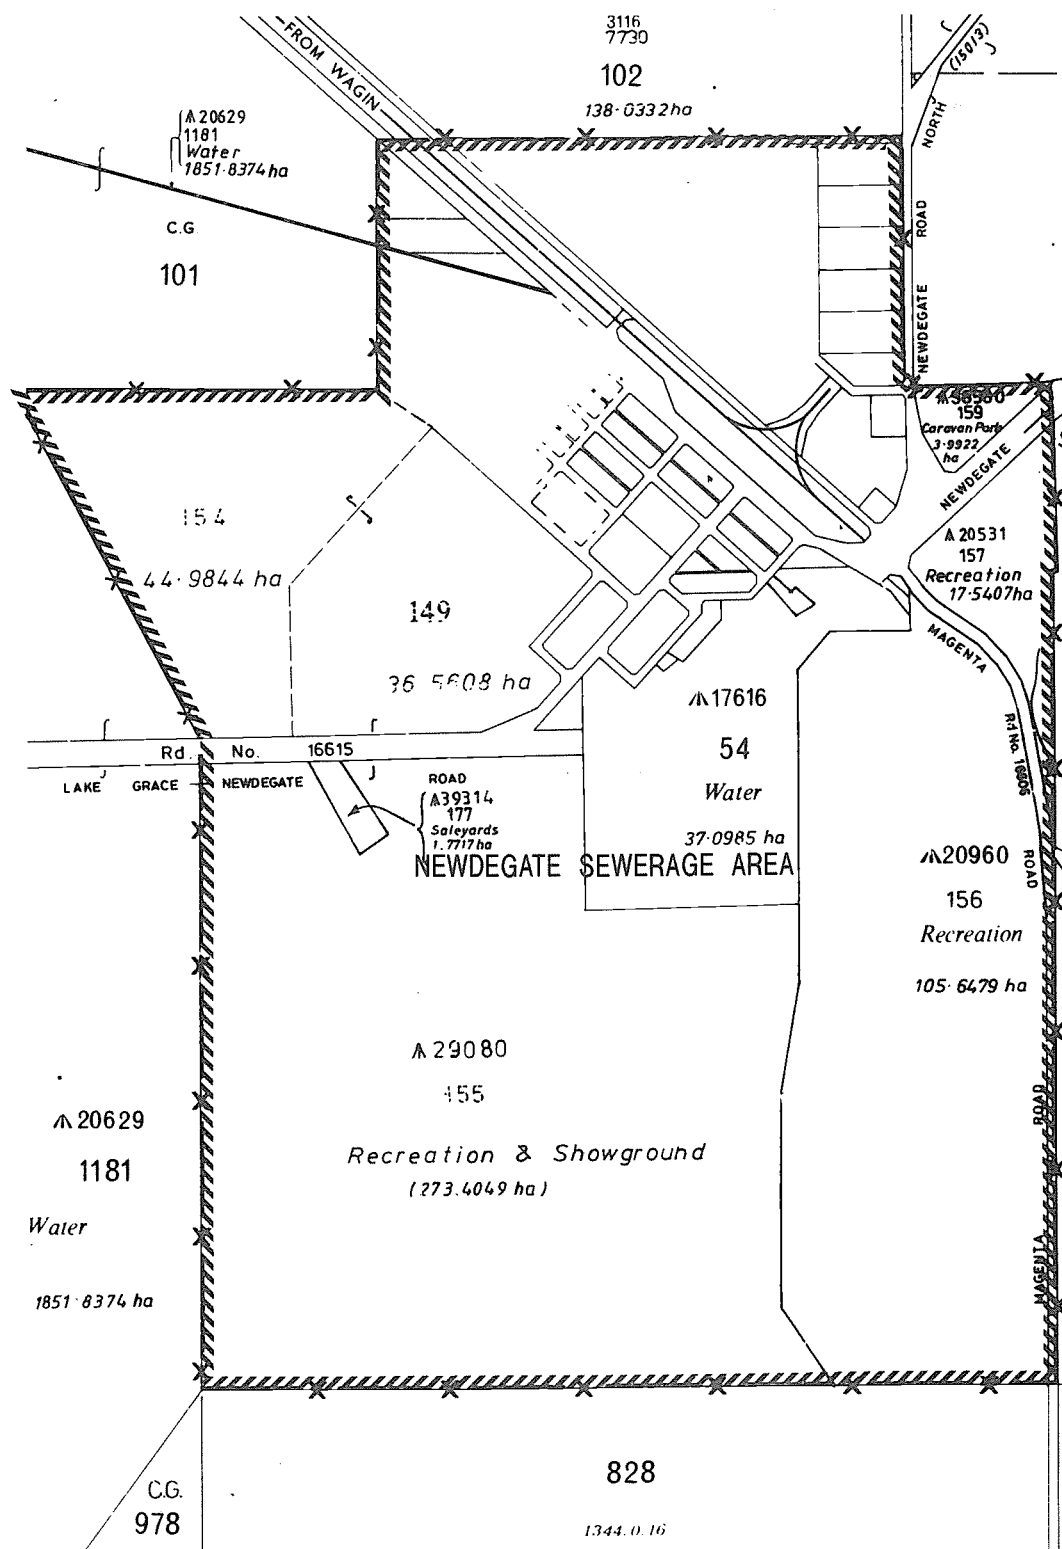 3116
7730
102
138·0332 ha
FROM WAGIN
(15013)
NORTH
20629
1181
Water
1851·8374 ha
C.G.
101
ROAD
NEWDEGATE
159
Caravan Park
3·9922
ha
NEWDEGATE
20531
157
Recreation
17·5407 ha
154
44·9844 ha
149
36 5608 ha
MAGENTA
17616
54
Water
37·0985 ha
Rd. No. 16615
LAKE GRACE NEWDEGATE ROAD
39314
177
Saleyards
1.7717 ha
NEWDEGATE SEWERAGE AREA
Rd No.
ROAD
20960
156
Recreation
105·6479 ha
29080
155
Recreation & Showground
(273.4049 ha)
20629
1181
Water
1851·8374 ha
ROAD
MAGENTA
828
1344.0.16
C.G.
978